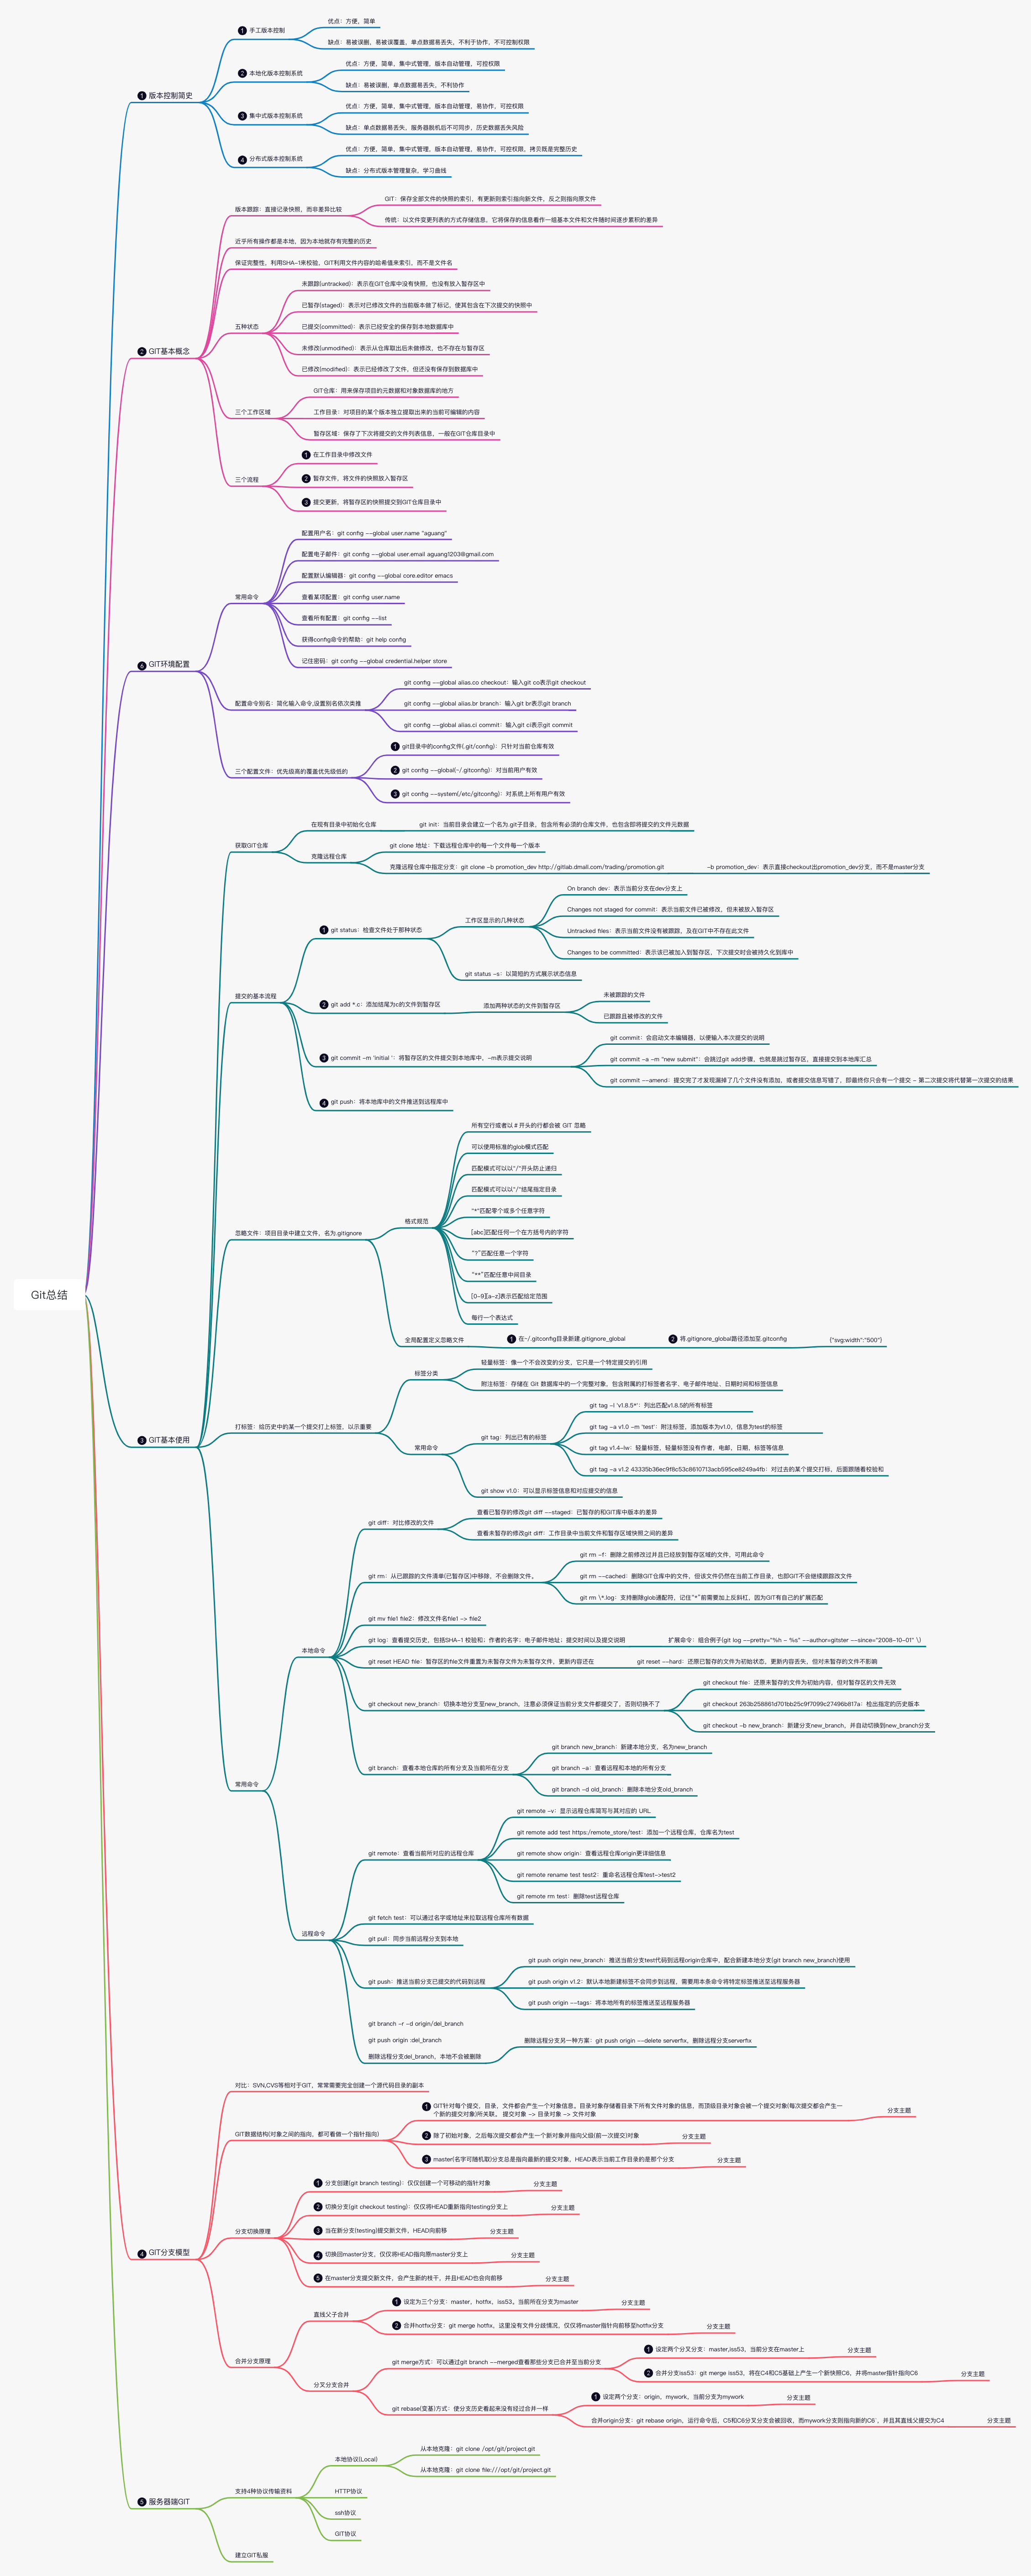 Git总结
1 版本控制简史
1 手工版本控制
优点：方便，简单
缺点：易被误删，易被误覆盖，单点数据易丢失，不利于协作，不可控制权限
2 本地化版本控制系统
优点：方便，简单，集中式管理，版本自动管理，可控权限
缺点：易被误删，单点数据易丢失，不利协作
3 集中式版本控制系统
优点：方便，简单，集中式管理，版本自动管理，易协作，可控权限
缺点：单点数据易丢失，服务器脱机后不可同步，历史数据丢失风险
4 分布式版本控制系统
优点：方便，简单，集中式管理，版本自动管理，易协作，可控权限，拷贝既是完整历史
缺点：分布式版本管理复杂，学习曲线
2 GIT基本概念
版本跟踪：直接记录快照，而非差异比较
GIT：保存全部文件的快照的索引，有更新则索引指向新文件，反之则指向原文件
传统：以文件变更列表的方式存储信息，它将保存的信息看作一组基本文件和文件随时间逐步累积的差异
近乎所有操作都是本地，因为本地就存有完整的历史
保证完整性，利用SHA-1来校验，GIT利用文件内容的哈希值来索引，而不是文件名
五种状态
未跟踪(untracked)：表示在GIT仓库中没有快照，也没有放入暂存区中
已暂存(staged)：表示对已修改文件的当前版本做了标记，使其包含在下次提交的快照中
已提交(committed)：表示已经安全的保存到本地数据库中
未修改(unmodified)：表示从仓库取出后未做修改，也不存在与暂存区
已修改(modified)：表示已经修改了文件，但还没有保存到数据库中
三个工作区域
GIT仓库：用来保存项目的元数据和对象数据库的地方
工作目录：对项目的某个版本独立提取出来的当前可编辑的内容
暂存区域：保存了下次将提交的文件列表信息，一般在GIT仓库目录中
三个流程
1 在工作目录中修改文件
2 暂存文件，将文件的快照放入暂存区
3 提交更新，将暂存区的快照提交到GIT仓库目录中
6 GIT环境配置
常用命令
配置用户名：git config --global user.name "aguang"
配置电子邮件：git config --global user.email aguang1203@gmail.com
配置默认编辑器：git config --global core.editor emacs
查看某项配置：git config user.name
查看所有配置：git config --list
获得config命令的帮助：git help config
记住密码：git config --global credential.helper store
配置命令别名：简化输入命令,设置别名依次类推
git config --global alias.co checkout：输入git co表示git checkout
git config --global alias.br branch：输入git br表示git branch
git config --global alias.ci commit：输入git ci表示git commit
三个配置文件：优先级高的覆盖优先级低的
1 git目录中的config文件(.git/config)：只针对当前仓库有效
2 git config --global(~/.gitconfig)：对当前用户有效
3 git config --system(/etc/gitconfig)：对系统上所有用户有效
3 GIT基本使用
获取GIT仓库
在现有目录中初始化仓库
git init：当前目录会建立一个名为.git子目录，包含所有必须的仓库文件，也包含即将提交的文件元数据
克隆远程仓库
git clone 地址：下载远程仓库中的每一个文件每一个版本
克隆远程仓库中指定分支：git clone -b promotion_dev http://gitlab.dmall.com/trading/promotion.git
-b promotion_dev：表示直接checkout出promotion_dev分支，而不是master分支
提交的基本流程
1 git status：检查文件处于那种状态
工作区显示的几种状态
On branch dev：表示当前分支在dev分支上
Changes not staged for commit：表示当前文件已被修改，但未被放入暂存区
Untracked files：表示当前文件没有被跟踪，及在GIT中不存在此文件
Changes to be committed：表示该已被加入到暂存区，下次提交时会被持久化到库中
git status -s：以简短的方式展示状态信息
2 git add *.c：添加结尾为c的文件到暂存区
添加两种状态的文件到暂存区
未被跟踪的文件
已跟踪且被修改的文件
3 git commit -m 'initial '：将暂存区的文件提交到本地库中，-m表示提交说明
git commit：会启动文本编辑器，以便输入本次提交的说明
git commit -a -m "new submit"：会跳过git add步骤，也就是跳过暂存区，直接提交到本地库汇总
git commit --amend：提交完了才发现漏掉了几个文件没有添加，或者提交信息写错了，即最终你只会有一个提交 - 第二次提交将代替第一次提交的结果
4 git push：将本地库中的文件推送到远程库中
忽略文件：项目目录中建立文件，名为.gitignore
格式规范
所有空行或者以 # 开头的行都会被 GIT 忽略
可以使用标准的glob模式匹配
匹配模式可以以"/"开头防止递归
匹配模式可以以"/"结尾指定目录
"*"匹配零个或多个任意字符
[abc]匹配任何一个在方括号内的字符
"?"匹配任意一个字符
"**"匹配任意中间目录
[0-9][a-z]表示匹配给定范围
每行一个表达式
全局配置定义忽略文件
1 在~/.gitconfig目录新建.gitignore_global
2 将.gitignore_global路径添加至.gitconfig
{"svg:width":"500"}
打标签：给历史中的某一个提交打上标签，以示重要
标签分类
轻量标签：像一个不会改变的分支，它只是一个特定提交的引用
附注标签：存储在 Git 数据库中的一个完整对象，包含附属的打标签者名字、电子邮件地址、日期时间和标签信息
常用命令
git tag：列出已有的标签
git tag -l 'v1.8.5*'：列出匹配v1.8.5的所有标签
git tag -a v1.0 -m 'test'：附注标签，添加版本为v1.0，信息为test的标签
git tag v1.4-lw：轻量标签，轻量标签没有作者，电邮，日期，标签等信息
git tag -a v1.2 43335b36ec9f8c53c8610713acb595ce8249a4fb：对过去的某个提交打标，后面跟随着校验和
git show v1.0：可以显示标签信息和对应提交的信息
常用命令
本地命令
git diff：对比修改的文件
查看已暂存的修改git diff --staged：已暂存的和GIT库中版本的差异
查看未暂存的修改git diff：工作目录中当前文件和暂存区域快照之间的差异
git rm：从已跟踪的文件清单(已暂存区)中移除，不会删除文件。
git rm -f：删除之前修改过并且已经放到暂存区域的文件，可用此命令
git rm --cached：删除GIT仓库中的文件，但该文件仍然在当前工作目录，也即GIT不会继续跟踪改文件
git rm \*.log：支持删除glob通配符，记住"*"前需要加上反斜杠，因为GIT有自己的扩展匹配
git mv file1 file2：修改文件名file1 -> file2
git log：查看提交历史，包括SHA-1 校验和；作者的名字；电子邮件地址；提交时间以及提交说明
扩展命令：组合例子(git log --pretty="%h - %s" --author=gitster --since="2008-10-01" \)
git reset HEAD file：暂存区的file文件重置为未暂存文件为未暂存文件，更新内容还在
git reset --hard：还原已暂存的文件为初始状态，更新内容丢失，但对未暂存的文件不影响
git checkout new_branch：切换本地分支至new_branch，注意必须保证当前分支文件都提交了，否则切换不了
git checkout file：还原未暂存的文件为初始内容，但对暂存区的文件无效
git checkout 263b258861d701bb25c9f7099c27496b817a：检出指定的历史版本
git checkout -b new_branch：新建分支new_branch，并自动切换到new_branch分支
git branch：查看本地仓库的所有分支及当前所在分支
git branch new_branch：新建本地分支，名为new_branch
git branch -a：查看远程和本地的所有分支
git branch -d old_branch：删除本地分支old_branch
远程命令
git remote：查看当前所对应的远程仓库
git remote -v：显示远程仓库简写与其对应的 URL
git remote add test https:/remote_store/test：添加一个远程仓库，仓库名为test
git remote show origin：查看远程仓库origin更详细信息
git remote rename test test2：重命名远程仓库test->test2
git remote rm test：删除test远程仓库
git fetch test：可以通过名字或地址来拉取远程仓库所有数据
git pull：同步当前远程分支到本地
git push：推送当前分支已提交的代码到远程
git push origin new_branch：推送当前分支test代码到远程origin仓库中，配合新建本地分支(git branch new_branch)使用
git push origin v1.2：默认本地新建标签不会同步到远程，需要用本条命令将特定标签推送至远程服务器
git push origin --tags：将本地所有的标签推送至远程服务器
git branch -r -d origin/del_branch
git push origin :del_branch
删除远程分支del_branch，本地不会被删除
删除远程分支另一种方案：git push origin --delete serverfix，删除远程分支serverfix
4 GIT分支模型
对比：SVN,CVS等相对于GIT，常常需要完全创建一个源代码目录的副本
GIT数据结构(对象之间的指向，都可看做一个指针指向)
1 GIT针对每个提交，目录，文件都会产生一个对象信息。目录对象存储着目录下所有文件对象的信息，而顶级目录对象会被一个提交对象(每次提交都会产生一
个新的提交对象)所关联。 提交对象 -> 目录对象 -> 文件对象
分支主题
2 除了初始对象，之后每次提交都会产生一个新对象并指向父级(前一次提交)对象
分支主题
3 master(名字可随机取)分支总是指向最新的提交对象，HEAD表示当前工作目录的是那个分支
分支主题
分支切换原理
1 分支创建(git branch testing)：仅仅创建一个可移动的指针对象
分支主题
2 切换分支(git checkout testing)：仅仅将HEAD重新指向testing分支上
分支主题
3 当在新分支(testing)提交新文件，HEAD向前移
分支主题
4 切换回master分支，仅仅将HEAD指向原master分支上
分支主题
5 在master分支提交新文件，会产生新的枝干，并且HEAD也会向前移
分支主题
合并分支原理
直线父子合并
1 设定为三个分支：master，hotfix，iss53。当前所在分支为master
分支主题
2 合并hotfix分支：git merge hotfix，这里没有文件分歧情况，仅仅将master指针向前移至hotfix分支
分支主题
分叉分支合并
git merge方式：可以通过git branch --merged查看那些分支已合并至当前分支
1 设定两个分叉分支：master,iss53，当前分支在master上
分支主题
2 合并分支iss53：git merge iss53，将在C4和C5基础上产生一个新快照C6，并将master指针指向C6
分支主题
git rebase(变基)方式：使分支历史看起来没有经过合并一样
1 设定两个分支：origin，mywork，当前分支为mywork
分支主题
合并origin分支：git rebase origin。运行命令后，C5和C6分叉分支会被回收，而mywork分支则指向新的C6`，并且其直线父提交为C4
分支主题
5 服务器端GIT
支持4种协议传输资料
本地协议(Local)
从本地克隆：git clone /opt/git/project.git
从本地克隆：git clone file:///opt/git/project.git
HTTP协议
ssh协议
GIT协议
建立GIT私服